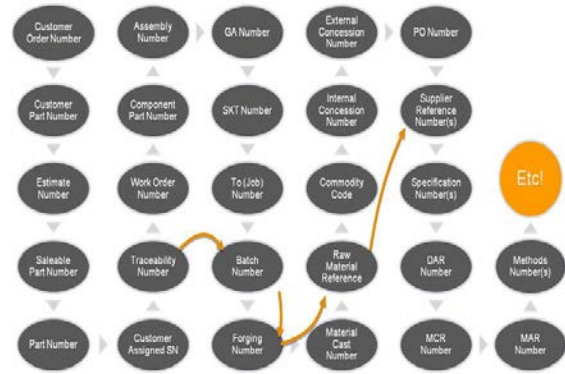 Customer
Order Number
Customer
Part Number
Estimate
Number
Saleable
Part Number
Part Number
Customer
Assigned SN
Traceability
Number
Work Order
Number
Component
Part Number
Assembly
Number
GA Number
SKT Number
To (Job)
Number
Batch
Number
Forging
Number
Material
Cast
Number
Raw
Material
Reference
Commodity
Code
Internal
Concession
Number
External
Concession
Number
PO Number
Supplier
Reference
Number(s)
Specification
Number(s)
DAR
Number
MCR
Number
MAR
Number
Methods
Number(s)
Etc!